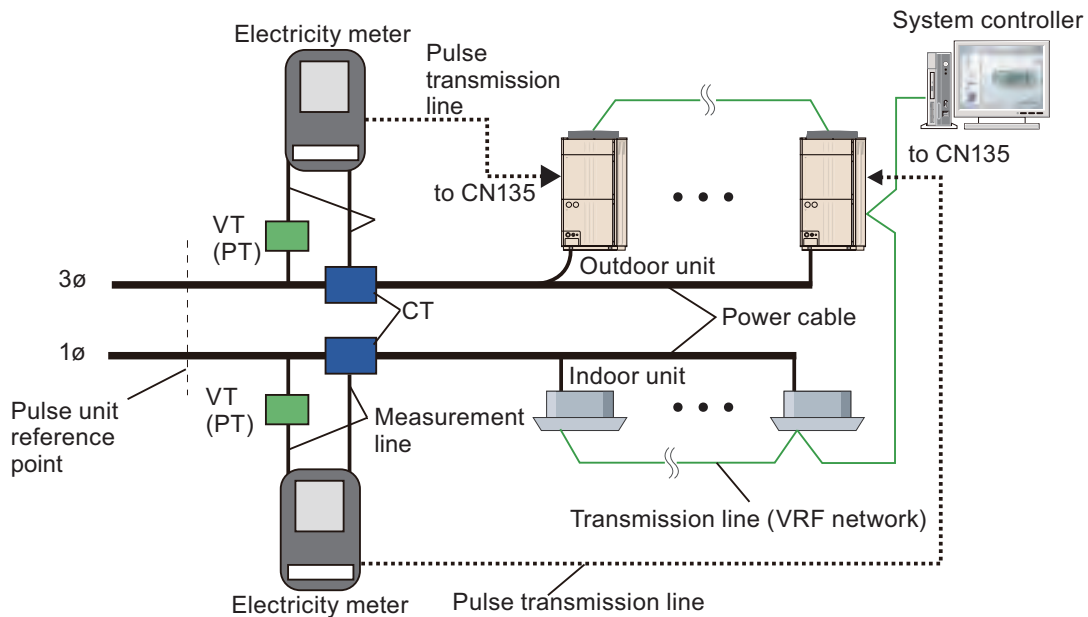 System controller
Electricity meter
Pulse
transmission
line
to CN135
to CN135
VT
(PT)
Outdoor unit
3ø
CT
Power cable
1ø
Indoor unit
Pulse unit
reference
point
VT
(PT)
Measurement
line
Transmission line (VRF network)
Electricity meter
Pulse transmission line